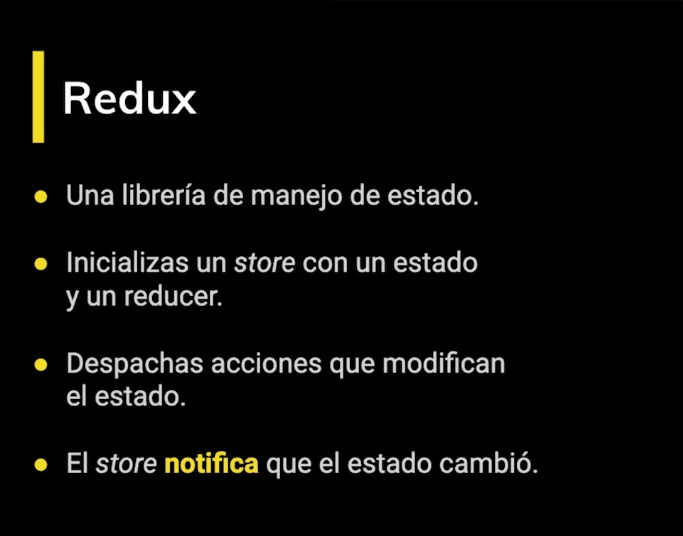 Redux
Una librería de manejo de estado.
Inicializas un store con un estado
y un reducer.
Despachas acciones que modifican
el estado.
El store notifica que el estado cambió.